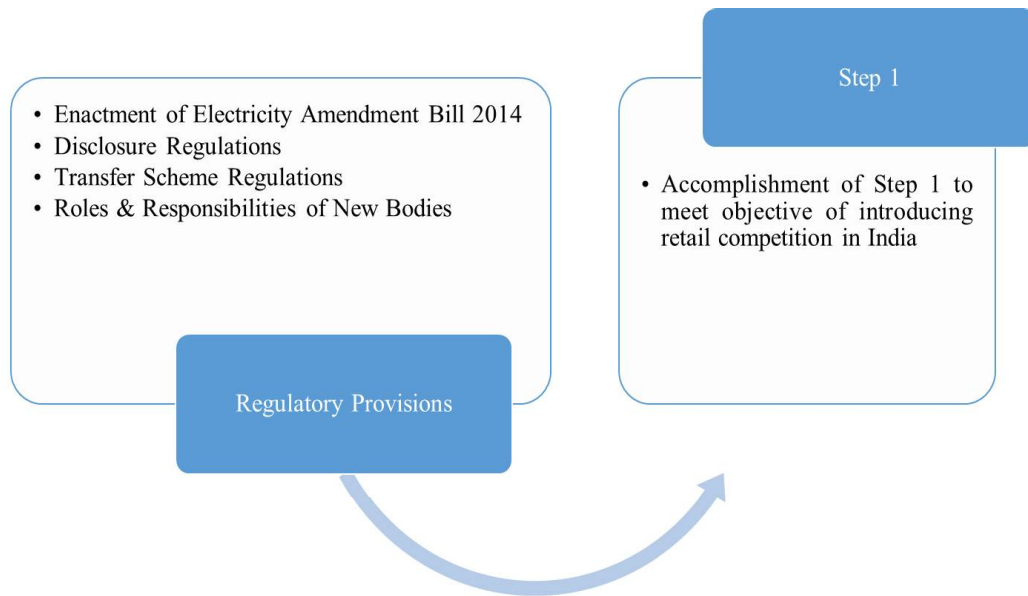 • Enactment of Electricity Amendment Bill 2014
• Disclosure Regulations
• Transfer Scheme Regulations
• Roles & Responsibilities of New Bodies
Regulatory Provisions
Step 1
• Accomplishment of Step 1 to
meet objective of introducing
retail competition in India